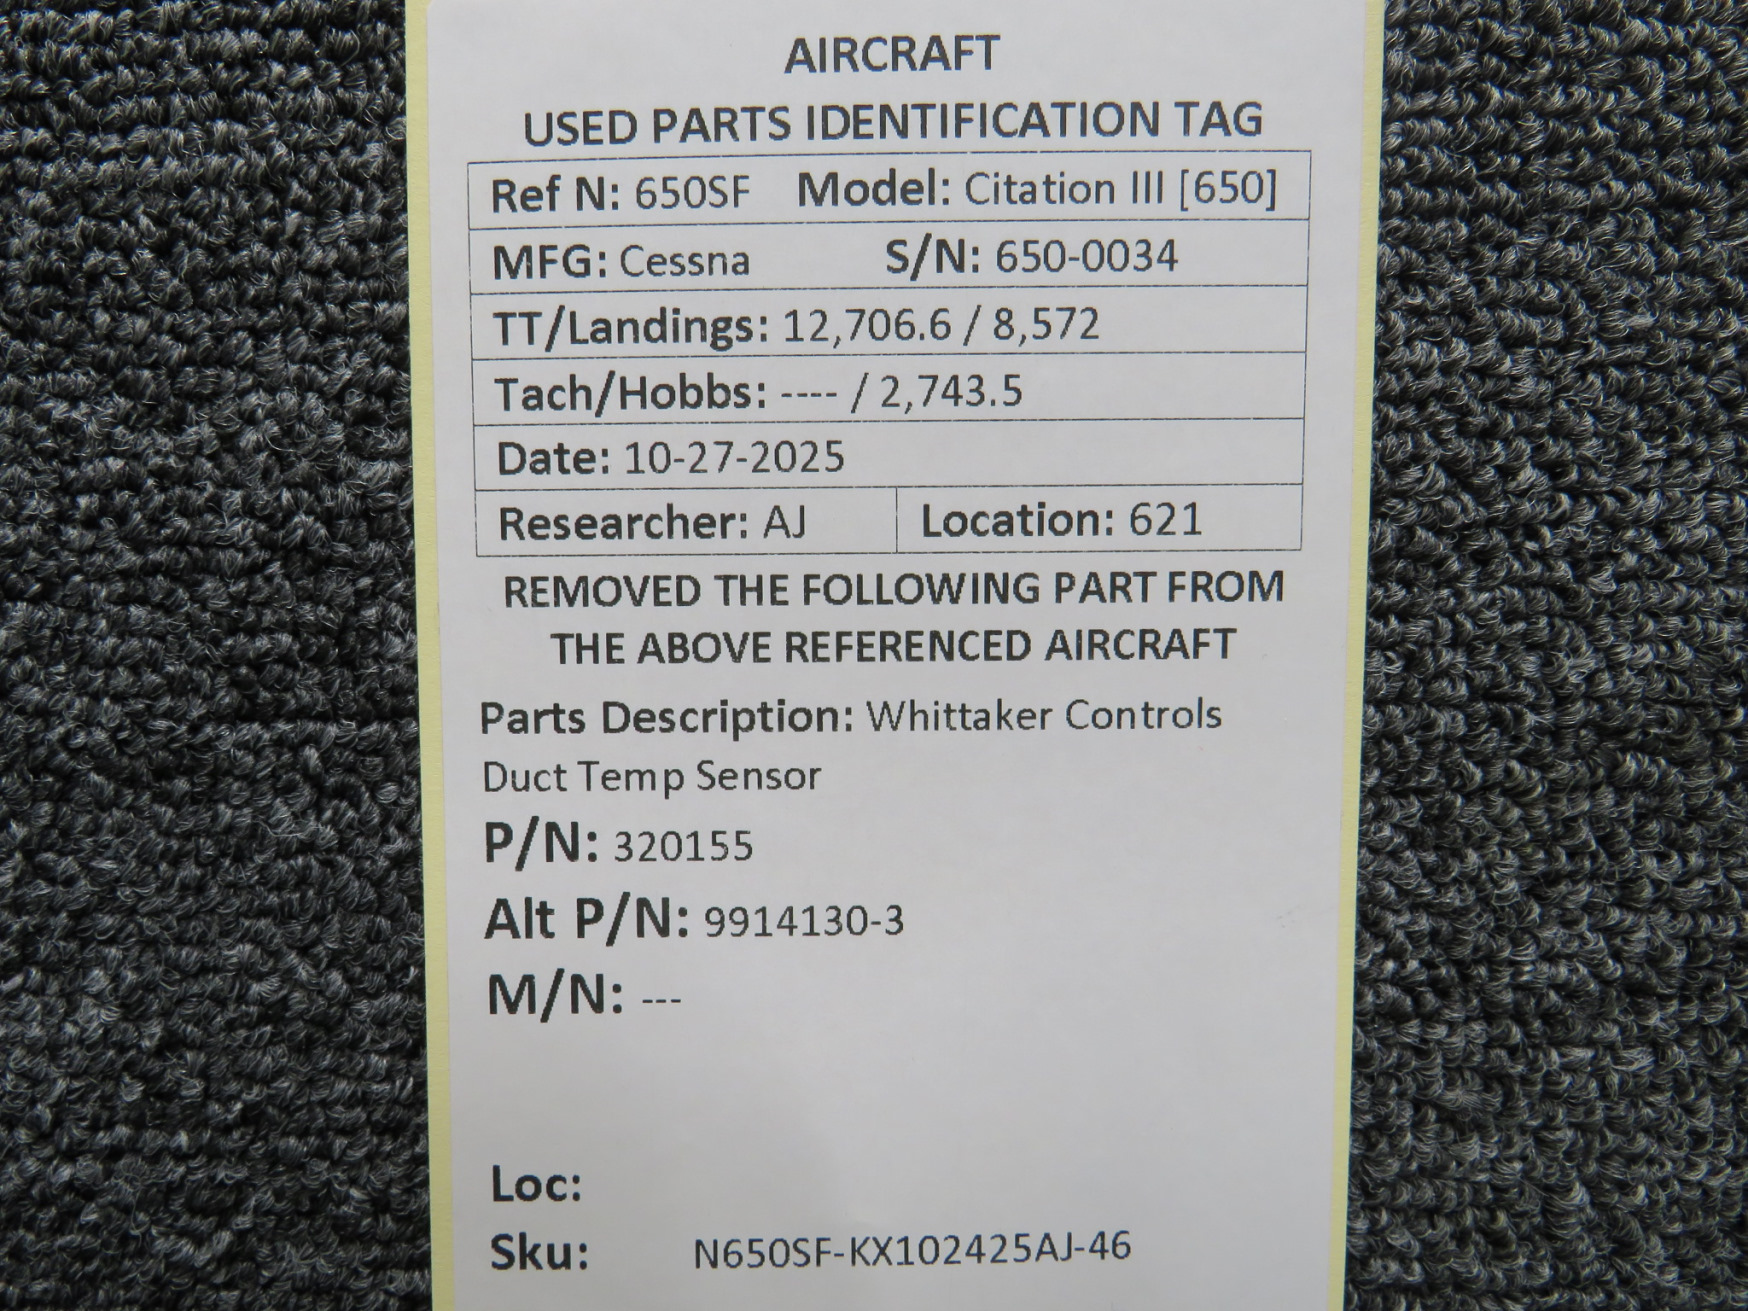 AIRCRAFT
USED PARTS IDENTIFICATION TAG
Ref N: 650SF Model: Citation III [650]
MFG: Cessna S/N: 650-0034
TT/Landings: 12,706.6 / 8,572
Tach/Hobbs: ---- / 2,743.5
Date: 10-27-2025
Researcher: AJ Location: 621
REMOVED THE FOLLOWING PART FROM
THE ABOVE REFERENCED AIRCRAFT
Parts Description: Whittaker Controls
Duct Temp Sensor
P/N: 320155
Alt P/N: 9914130-3
M/N: ---
Loc:
Sku: N650SF-KX102425AJ-46